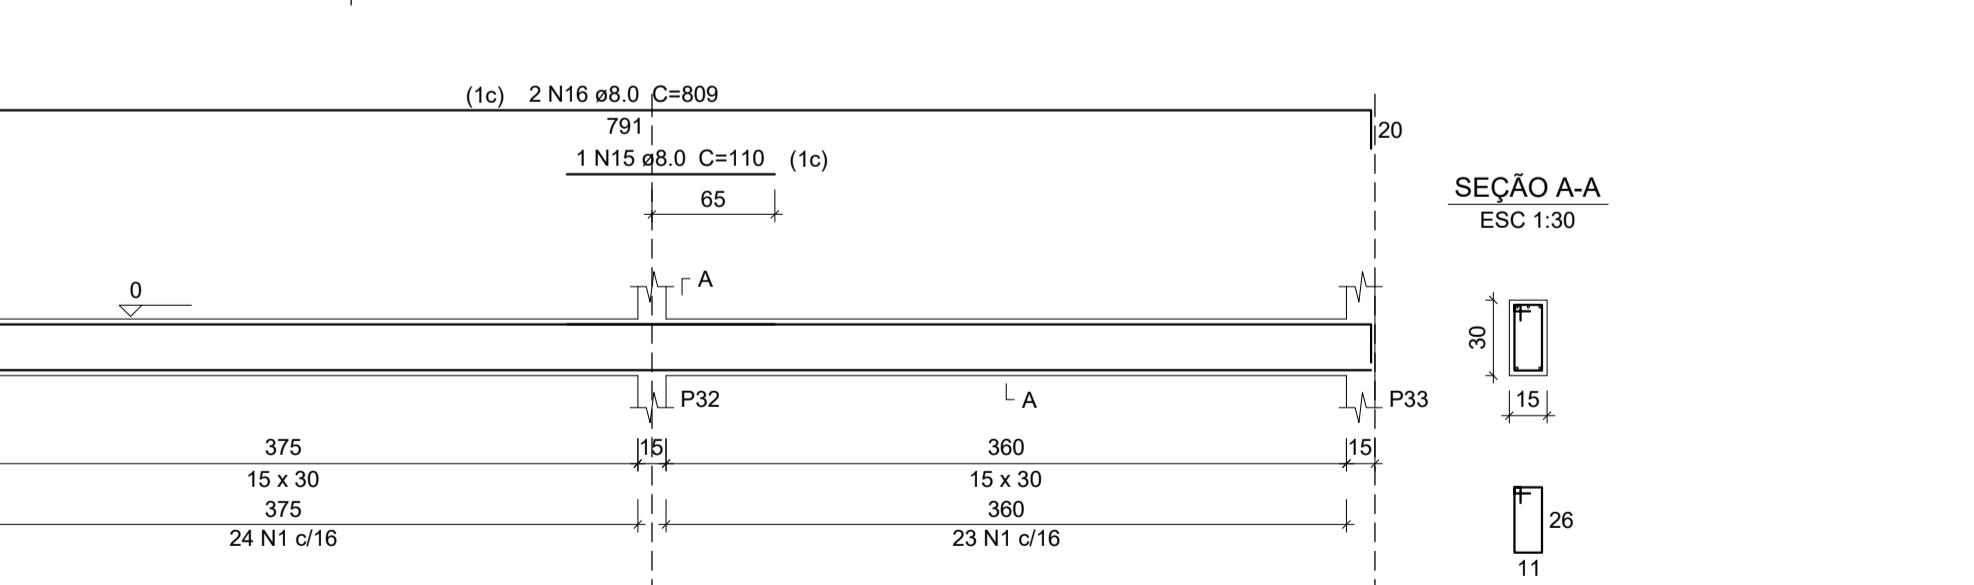 (1c) 2 N16 ø8.0 C=809
791
20
1 N15 ø8.0 C=110 (1c)
65
SEÇÃO A-A
ESC 1:30
0
A
30
15
P32
A
P33
375
15
360
15
15 x 30
15 x 30
375
360
24 N1 c/16
23 N1 c/16
26
11